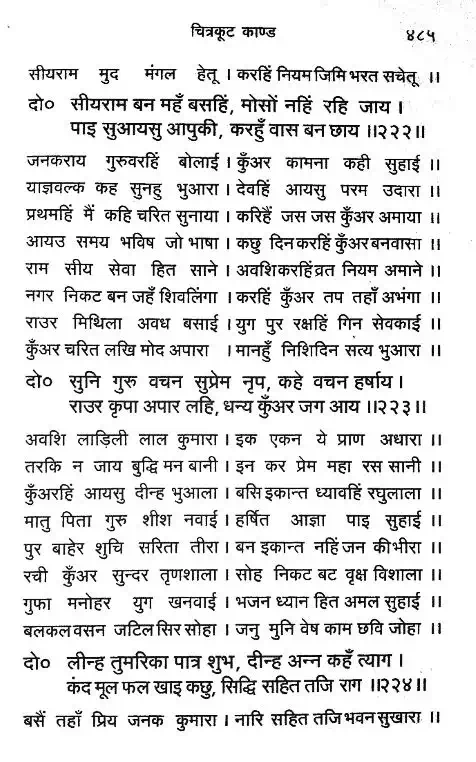 चित्रकूट काण्ड ४८५
सीयराम मुद मंगल हेतू । करहिं नियम जिमि भरत सचेतू ।।
दो० सीयराम बन महँ बसहिं, मोसों नहिं रहि जाय ।
पाइ सुआयसु आपुकी, करहुँ वास बन छाय ।।२२२।।
जनकराय गुरुवरहिं बोलाई । कुँअर कामना कही सुहाई ।।
याज्ञवल्क कह सुनहु भुआरा । देवहिं आयसु परम उदारा ।।
प्रथमहिं मैं कहि चरित सुनाया । करिहैं जस जस कुँअर अमाया ।।
आयउ समय भविष जो भाषा । कछु दिन करहिं कुँअर बनवासा ।।
राम सीय सेवा हित साने । अवशि करहिं व्रत नियम अमाने ।।
नगर निकट बन जहँ शिवलिंगा । करहिं कुँअर तप तहाँ अभंगा ।।
राउर मिथिला अवध बसाई । युग पुर रक्षहिं गिन सेवकाई ।।
कुँअर चरित लखि मोद अपारा । मानहुँ निशिदिन सत्य भुआरा ।।
दो० सुनि गुरु वचन सुप्रेम नृप, कहे वचन हर्षाय ।
राउर कृपा अपार लहि, धन्य कुँअर जग आय ।।२२३।।
अवशि लाड़िली लाल कुमारा । इक एकन ये प्राण अधारा ।।
तरकि न जाय बुद्धि मन बानी । इन कर प्रेम महा रस सानी ।।
कुँअरहिं आयसु दीन्ह भुआला । बसि इकान्त ध्यावहिं रघुलाला ।।
मातु पिता गुरु शीश नवाई । हर्षित आज्ञा पाइ सुहाई ।।
पुर बाहेर शुचि सरिता तीरा । बन इकान्त नहिं जन की भीरा ।।
रची कुँअर सुन्दर तृणशाला । सोह निकट बट वृक्ष विशाला ।।
गुफा मनोहर युग खनवाई । भजन ध्यान हित अमल सुहाई ।।
बलकल वसन जटिल सिर सोहा । जनु मुनि वेष काम छवि जोहा ।।
दो० लीन्ह तुमरिका पात्र शुभ, दीन्ह अन्न कहँ त्याग ।
कंद मूल फल खाइ कछु, सिद्धि सहित तजि राग ।।२२४।।
बसैं तहाँ प्रिय जनक कुमारा । नारि सहित तजि भवन सुखारा ।।